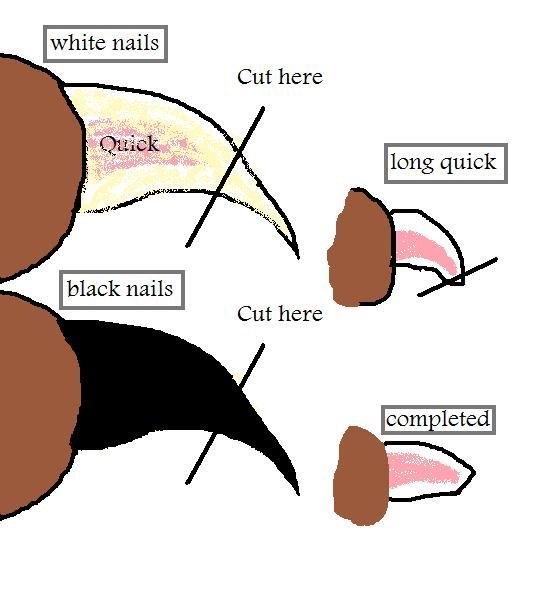 white nails
Cut here
Quick
long quick
black nails
Cut here
completed